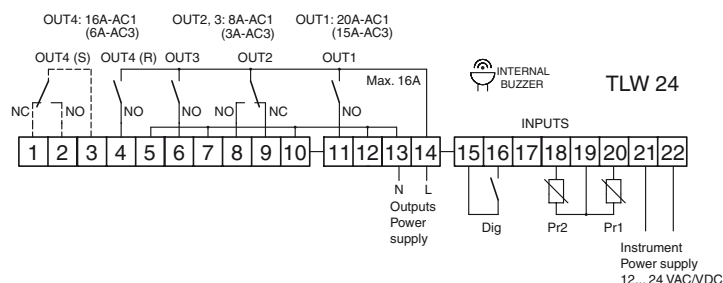 OUT4: 16A-AC1 OUT2, 3: 8A-AC1 OUT1: 20A-AC1
(6A-AC3) (3A-AC3) (15A-AC3)
OUT4 (S) OUT4 (R) OUT3 OUT2 OUT1
Max. 16A
INTERNAL
BUZZER
TLW 24
NC NO NO NO NO NC NO
INPUTS
1 2 3 4 5 6 7 8 9 10 11 12 13 14 15 16 17 18 19 20 21 22
N L
Outputs
Power
supply
Dig Pr2 Pr1
Instrument
Power supply
12... 24 VAC/VDC